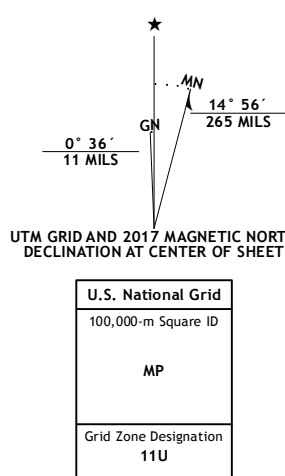 ★
MN
GN
14° 56´
265 MILS
0° 36´
11 MILS
UTM GRID AND 2017 MAGNETIC NORT
DECLINATION AT CENTER OF SHEET
U.S. National Grid
100,000-m Square ID
MP
Grid Zone Designation
11U